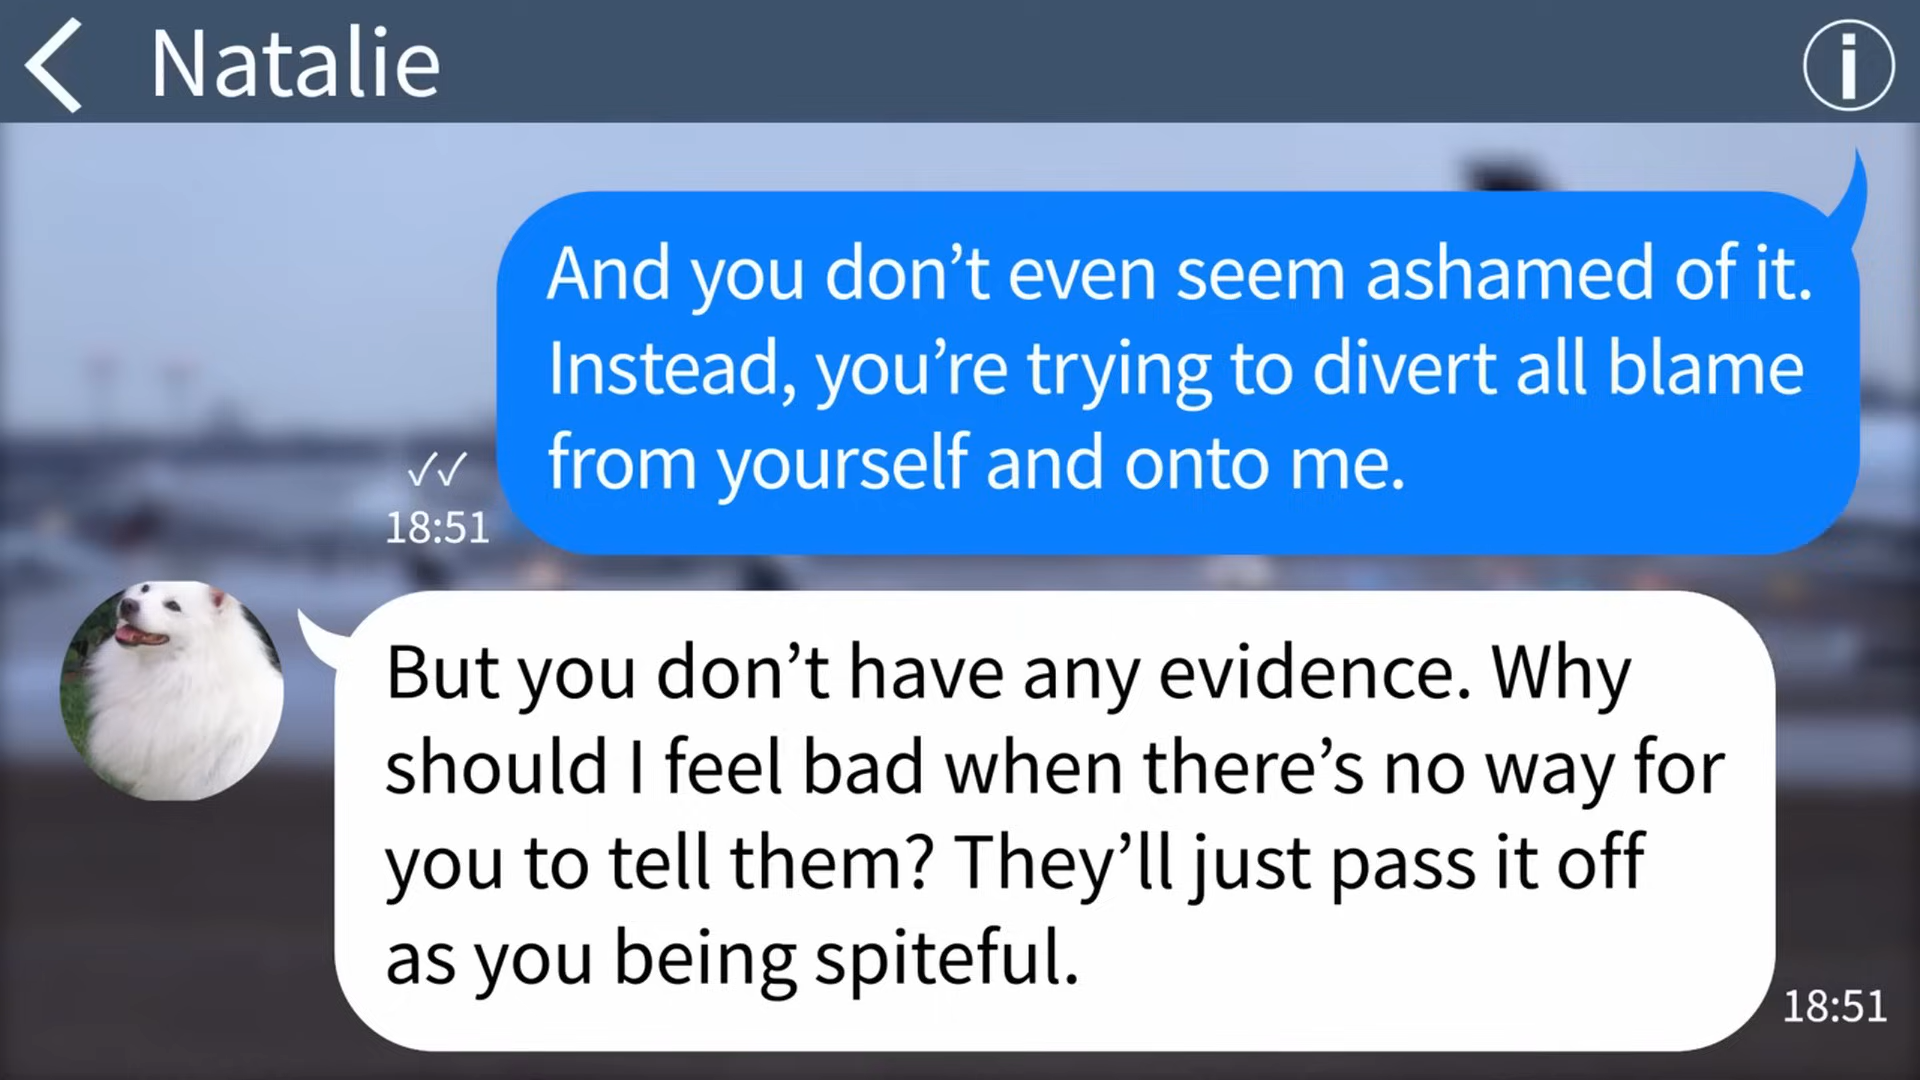 Natalie
And you don’t even seem ashamed of it.
Instead, you’re trying to divert all blame
from yourself and onto me.
18:51
But you don’t have any evidence. Why
should I feel bad when there’s no way for
you to tell them? They’ll just pass it off
as you being spiteful.
18:51